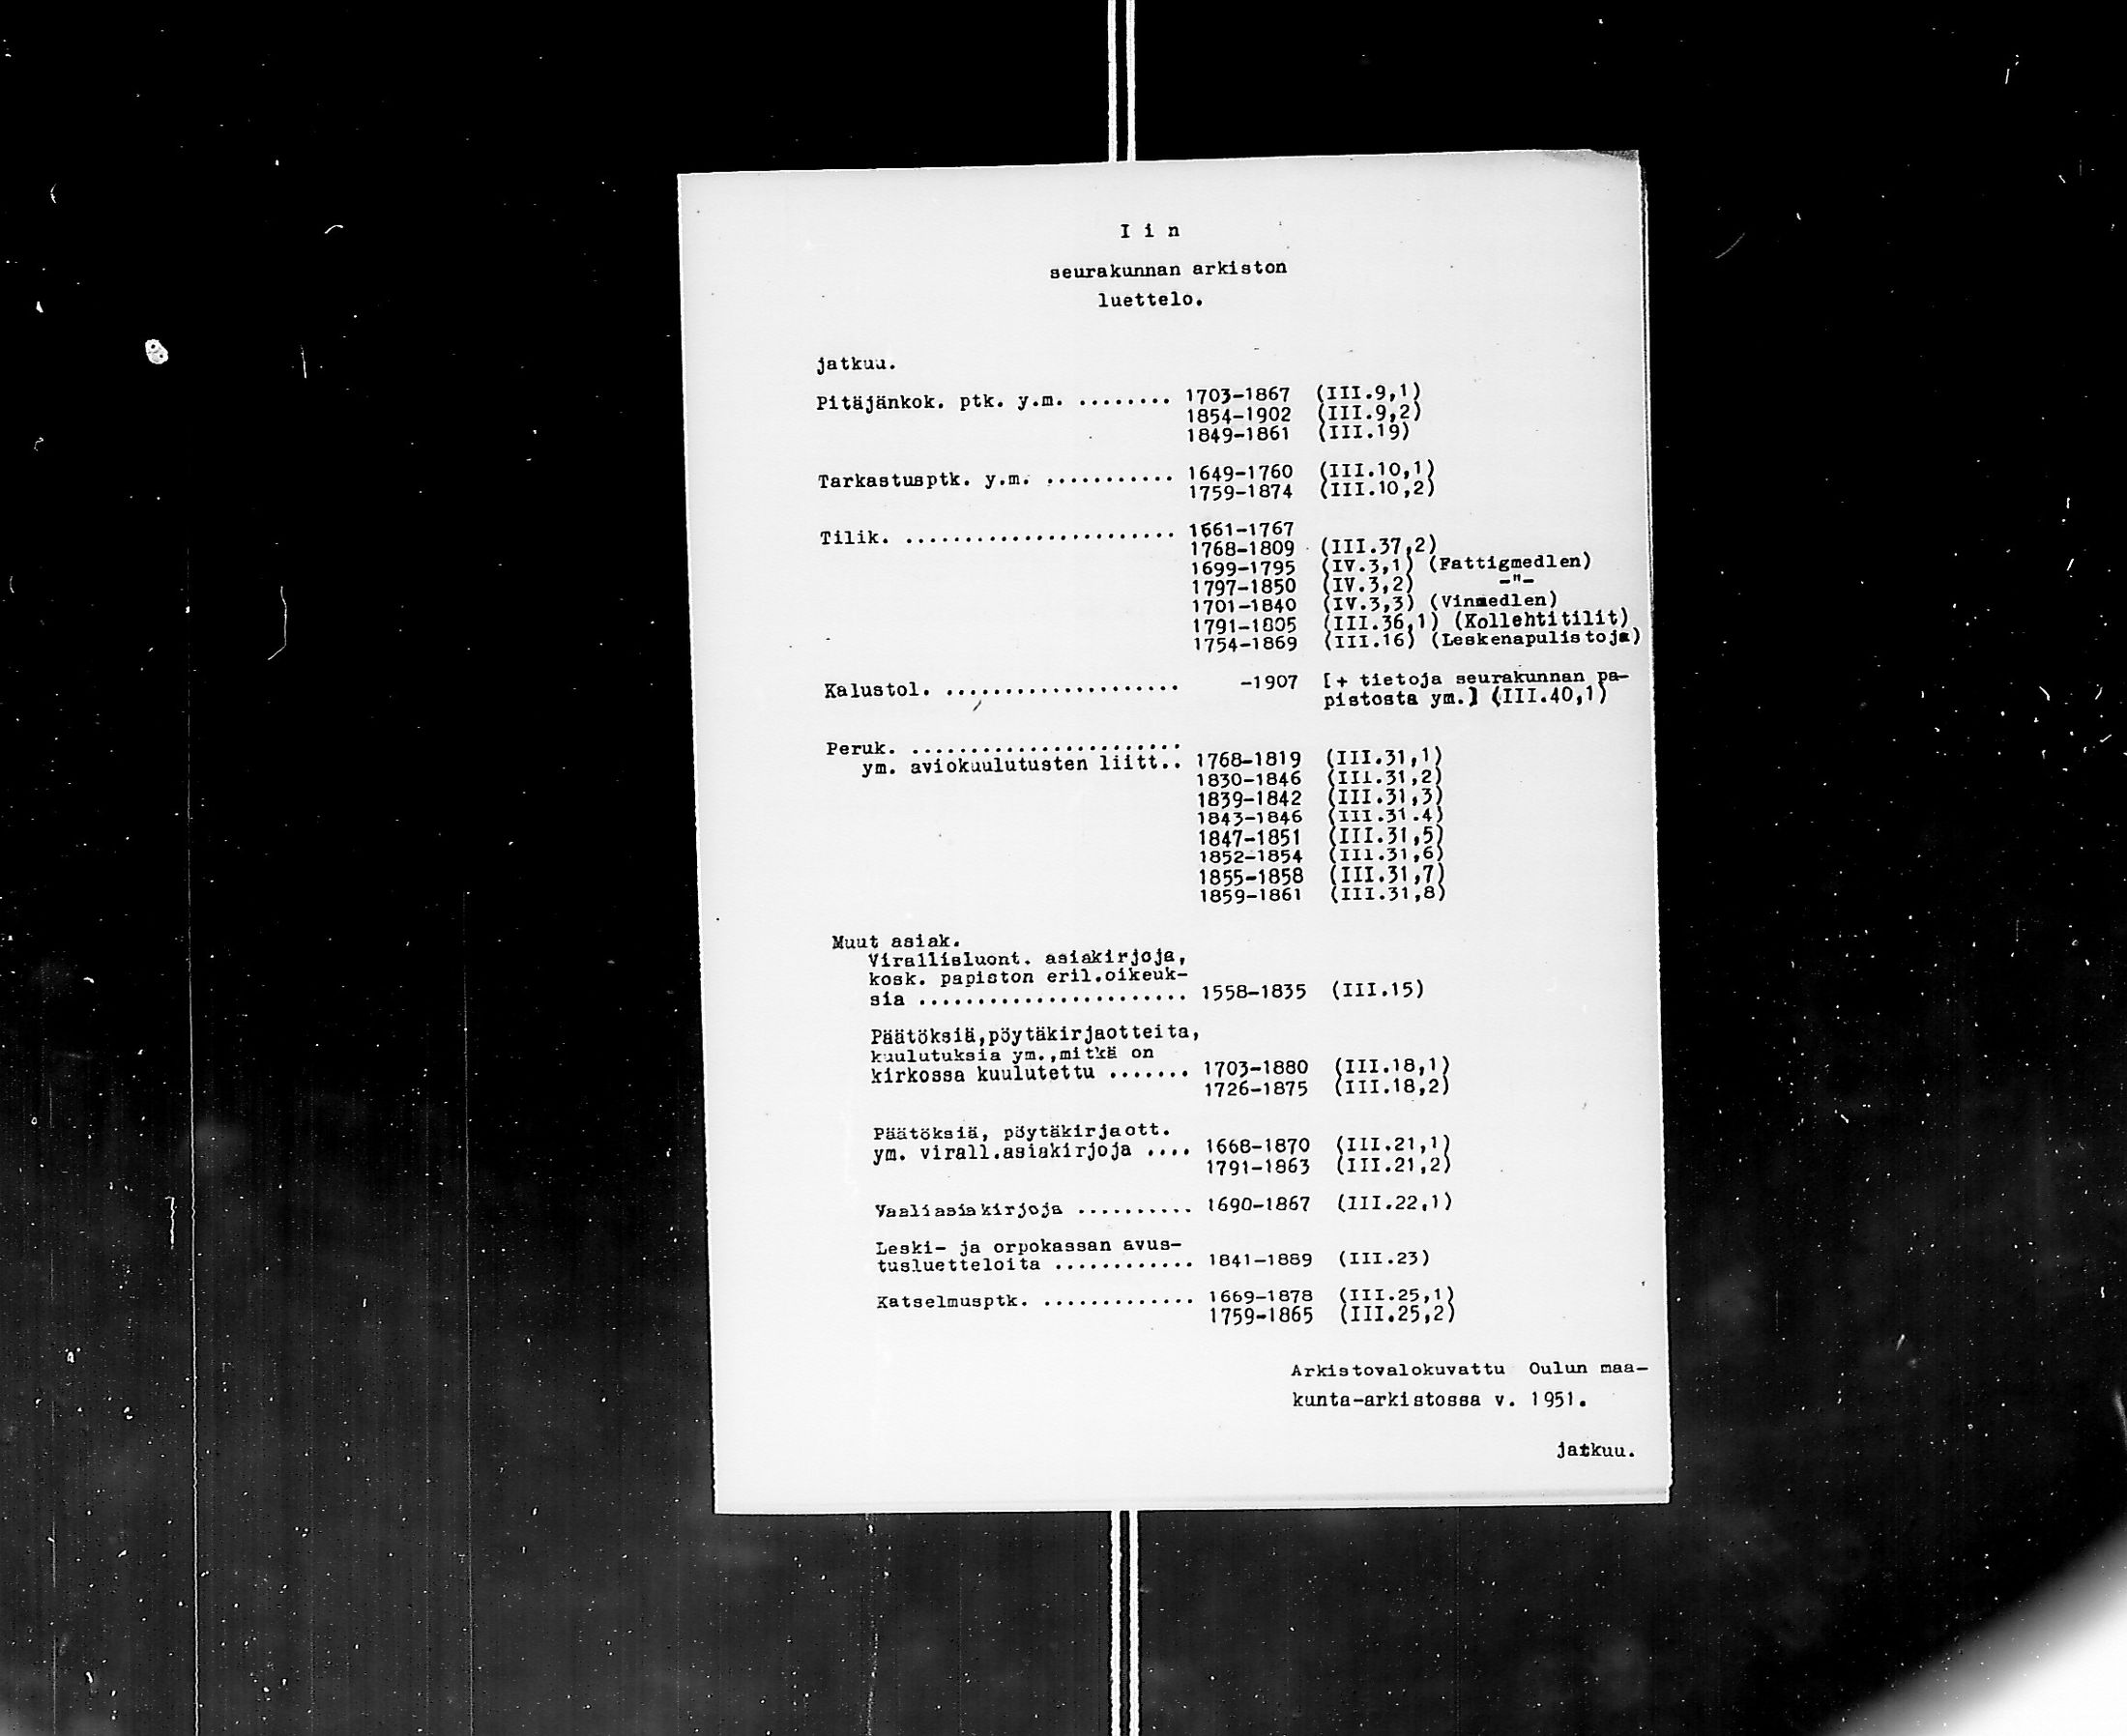 I i n
seurakunnan arkiston
luettelo.
jatkuu.
Pitäjänkok. ptk. y.m. ........ 1703-1867 (III.9,1)
1854-1902 (III.9,2)
1849-1861 (III.19)
Tarkastusptk. y.m. ........... 1649-1760 (III.10,1)
1759-1874 (III.10,2)
Tilik. ....................... 1661-1767
1768-1809 (III.37,2)
1699-1795 (IV.3,1) (Fattigmedlen)
1797-1850 (IV.3,2) -"-
1701-1840 (IV.3,3) (Vinmedlen)
1791-1805 (III.36,1) (Kollehtitilit)
1754-1869 (III.16) (Leskenapulistoja)
Kalustol. .................... -1907 [+ tietoja seurakunnan pa-
pistosta ym.] (III.40,1)
Peruk. .......................
ym. aviokuulutusten liitt.. 1768-1819 (III.31,1)
1830-1846 (III.31,2)
1839-1842 (III.31,3)
1843-1846 (III.31.4)
1847-1851 (III.31,5)
1852-1854 (III.31,6)
1855-1858 (III.31,7)
1859-1861 (III.31,8)
Muut asiak.
Virallisluont. asiakirjoja,
kosk. papiston eril.oikeuk-
sia ....................... 1558-1835 (III.15)
Päätöksiä,pöytäkirjaotteita,
kuulutuksia ym.,mitkä on
kirkossa kuulutettu ....... 1703-1880 (III.18,1)
1726-1875 (III.18,2)
Päätöksiä, pöytäkirjaott.
ym. virall.asiakirjoja .... 1668-1870 (III.21,1)
1791-1863 (III.21,2)
Vaaliasiakirjoja .......... 1690-1867 (III.22,1)
Leski- ja orpokassan avus-
tusluetteloita ............ 1841-1889 (III.23)
Katselmusptk. ............. 1669-1878 (III.25,1)
1759-1865 (III.25,2)
Arkistovalokuvattu Oulun maa-
kunta-arkistossa v. 1951.
jatkuu.